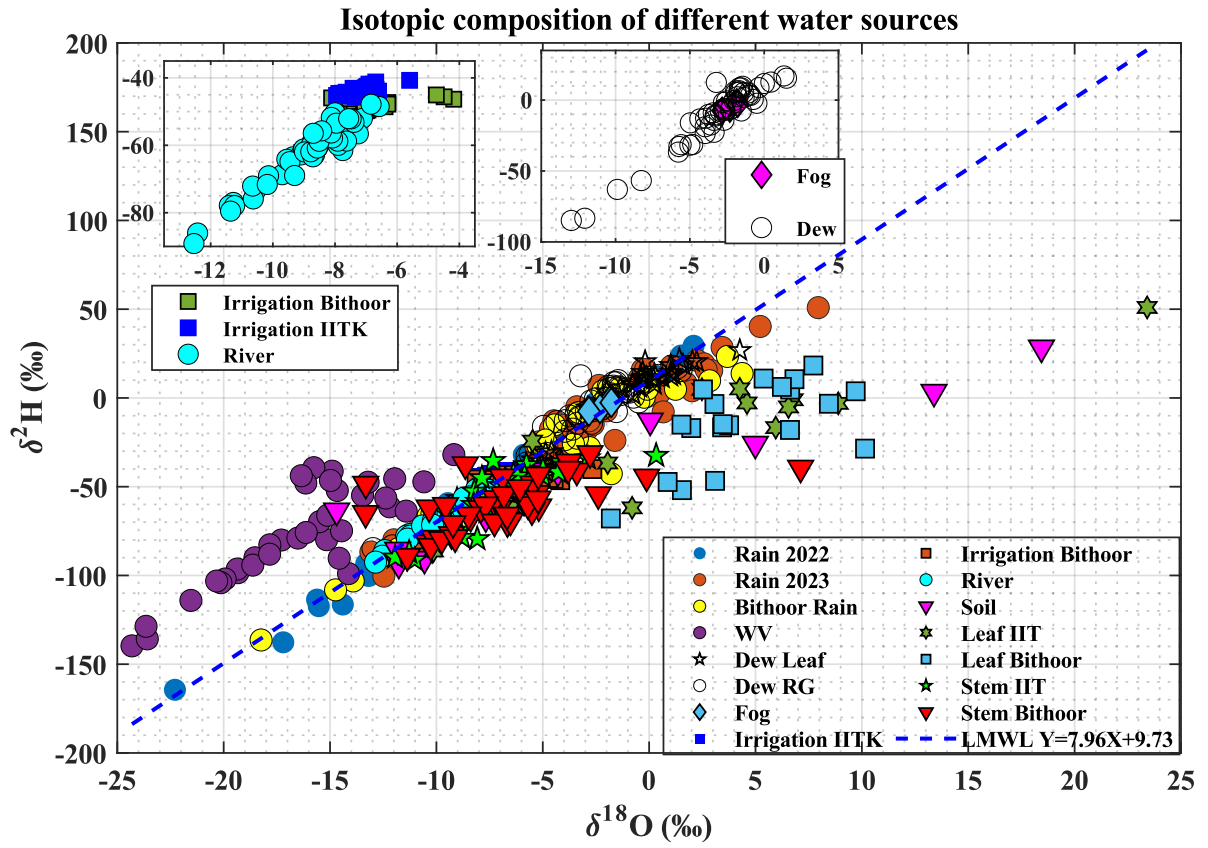 Isotopic composition of different water sources
200
150
100
50
0
-50
-100
-150
-200
δ²H (‰)
-40
-60
-80
-12 -10 -8 -6 -4
Irrigation Bithoor
Irrigation IITK
River
0
-50
-100
-15 -10 -5 0 5
Fog
Dew
Rain 2022
Rain 2023
Bithoor Rain
WV
Dew Leaf
Dew RG
Fog
Irrigation IITK
Irrigation Bithoor
River
Soil
Leaf IIT
Leaf Bithoor
Stem IIT
Stem Bithoor
LMWL Y=7.96X+9.73
-25 -20 -15 -10 -5 0 5 10 15 20 25
δ¹⁸O (‰)